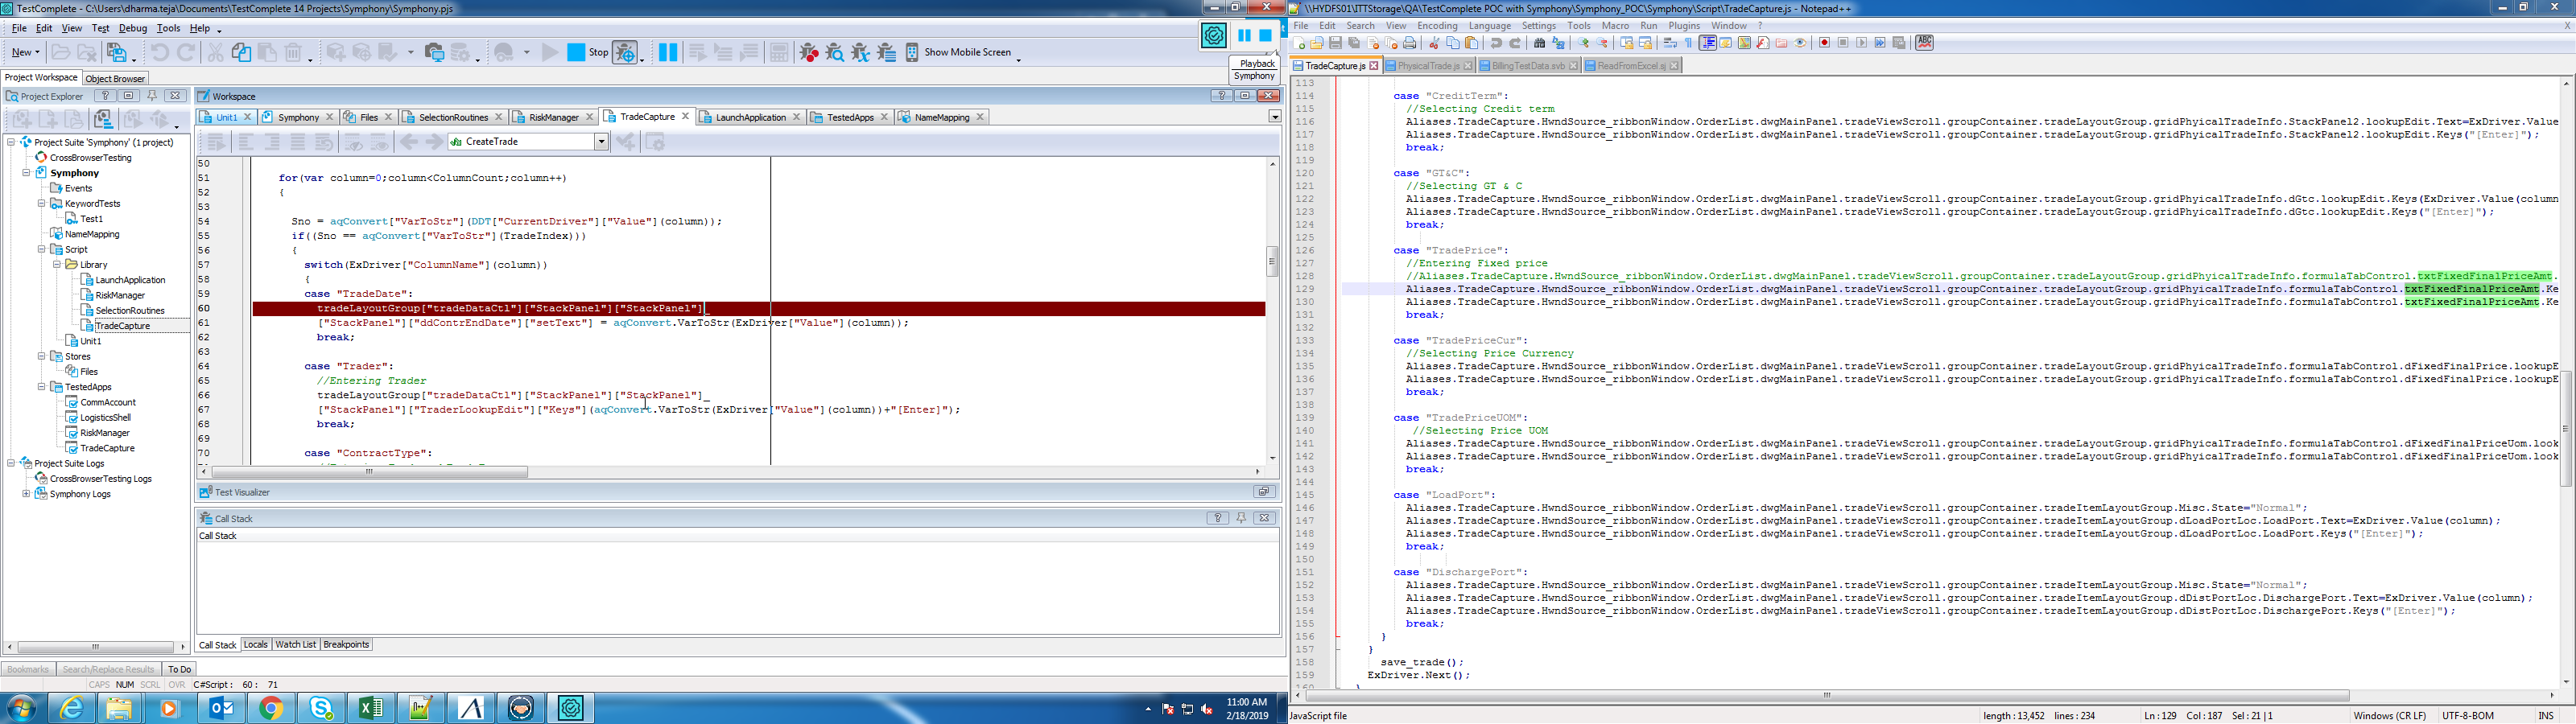 TestComplete - C:\Users\dharma.teja\Documents\TestComplete 14 Projects\Symphony\Symphony.pjs
File Edit View Test Debug Tools Help
New Stop Show Mobile Screen
Playback
Symphony
Project Workspace Object Browser
Project Explorer
Project Suite 'Symphony' (1 project)
CrossBrowserTesting
Symphony
Events
KeywordTests
Test1
NameMapping
Script
Library
LaunchApplication
RiskManager
SelectionRoutines
TradeCapture
Unit1
Stores
Files
TestedApps
CommAccount
LogisticsShell
RiskManager
TradeCapture
Project Suite Logs
CrossBrowserTesting Logs
Symphony Logs
Workspace
Unit1 Symphony Files SelectionRoutines RiskManager TradeCapture LaunchApplication TestedApps NameMapping
CreateTrade
50
51 for(var column=0;column<ColumnCount;column++)
52 {
53
54 Sno = aqConvert["VarToStr"](DDT["CurrentDriver"]["Value"](column));
55 if((Sno == aqConvert["VarToStr"](TradeIndex)))
56 {
57 switch(ExDriver["ColumnName"](column))
58 {
59 case "TradeDate":
60 tradeLayoutGroup["tradeDataCtl"]["StackPanel"]["StackPanel"]_
61 ["StackPanel"]["ddContrEndDate"]["setText"] = aqConvert.VarToStr(ExDriver["Value"](column));
62 break;
63
64 case "Trader":
65 //Entering Trader
66 tradeLayoutGroup["tradeDataCtl"]["StackPanel"]["StackPanel"]_
67 ["StackPanel"]["TraderLookupEdit"]["Keys"](aqConvert.VarToStr(ExDriver["Value"](column))+"[Enter]");
68 break;
69
70 case "ContractType":
Test Visualizer
Call Stack
Call Stack
Call Stack Locals Watch List Breakpoints
Bookmarks Search/Replace Results To Do
CAPS NUM SCRL OVR C#Script : 60 : 71
11:00 AM
2/18/2019
\\HYDFS01\ITTStorage\QA\TestComplete POC with Symphony\Symphony_POC\Symphony\Script\TradeCapture.js - Notepad++
File Edit Search View Encoding Language Settings Tools Macro Run Plugins Window ? X
TradeCapture.js PhysicalTrade.js BillingTestData.svb ReadFromExcel.sj
113
114 case "CreditTerm":
115 //Selecting Credit term
116 Aliases.TradeCapture.HwndSource_ribbonWindow.OrderList.dwgMainPanel.tradeViewScroll.groupContainer.tradeLayoutGroup.gridPhyicalTradeInfo.StackPanel2.lookupEdit.Text=ExDriver.Value
117 Aliases.TradeCapture.HwndSource_ribbonWindow.OrderList.dwgMainPanel.tradeViewScroll.groupContainer.tradeLayoutGroup.gridPhyicalTradeInfo.StackPanel2.lookupEdit.Keys("[Enter]");
118 break;
119
120 case "GT&C":
121 //Selecting GT & C
122 Aliases.TradeCapture.HwndSource_ribbonWindow.OrderList.dwgMainPanel.tradeViewScroll.groupContainer.tradeLayoutGroup.gridPhyicalTradeInfo.dGtc.lookupEdit.Keys(ExDriver.Value(column
123 Aliases.TradeCapture.HwndSource_ribbonWindow.OrderList.dwgMainPanel.tradeViewScroll.groupContainer.tradeLayoutGroup.gridPhyicalTradeInfo.dGtc.lookupEdit.Keys("[Enter]");
124 break;
125
126 case "TradePrice":
127 //Entering Fixed price
128 //Aliases.TradeCapture.HwndSource_ribbonWindow.OrderList.dwgMainPanel.tradeViewScroll.groupContainer.tradeLayoutGroup.gridPhyicalTradeInfo.formulaTabControl.txtFixedFinalPriceAmt.
129 Aliases.TradeCapture.HwndSource_ribbonWindow.OrderList.dwgMainPanel.tradeViewScroll.groupContainer.tradeLayoutGroup.gridPhyicalTradeInfo.formulaTabControl.txtFixedFinalPriceAmt.Ke
130 Aliases.TradeCapture.HwndSource_ribbonWindow.OrderList.dwgMainPanel.tradeViewScroll.groupContainer.tradeLayoutGroup.gridPhyicalTradeInfo.formulaTabControl.txtFixedFinalPriceAmt.Ke
131 break;
132
133 case "TradePriceCur":
134 //Selecting Price Currency
135 Aliases.TradeCapture.HwndSource_ribbonWindow.OrderList.dwgMainPanel.tradeViewScroll.groupContainer.tradeLayoutGroup.gridPhyicalTradeInfo.formulaTabControl.dFixedFinalPrice.lookupE
136 Aliases.TradeCapture.HwndSource_ribbonWindow.OrderList.dwgMainPanel.tradeViewScroll.groupContainer.tradeLayoutGroup.gridPhyicalTradeInfo.formulaTabControl.dFixedFinalPrice.lookupE
137 break;
138
139 case "TradePriceUOM":
140 //Selecting Price UOM
141 Aliases.TradeCapture.HwndSource_ribbonWindow.OrderList.dwgMainPanel.tradeViewScroll.groupContainer.tradeLayoutGroup.gridPhyicalTradeInfo.formulaTabControl.dFixedFinalPriceUom.look
142 Aliases.TradeCapture.HwndSource_ribbonWindow.OrderList.dwgMainPanel.tradeViewScroll.groupContainer.tradeLayoutGroup.gridPhyicalTradeInfo.formulaTabControl.dFixedFinalPriceUom.look
143 break;
144
145 case "LoadPort":
146 Aliases.TradeCapture.HwndSource_ribbonWindow.OrderList.dwgMainPanel.tradeViewScroll.groupContainer.tradeItemLayoutGroup.Misc.State="Normal";
147 Aliases.TradeCapture.HwndSource_ribbonWindow.OrderList.dwgMainPanel.tradeViewScroll.groupContainer.tradeItemLayoutGroup.dLoadPortLoc.LoadPort.Text=ExDriver.Value(column);
148 Aliases.TradeCapture.HwndSource_ribbonWindow.OrderList.dwgMainPanel.tradeViewScroll.groupContainer.tradeItemLayoutGroup.dLoadPortLoc.LoadPort.Keys("[Enter]");
149 break;
150
151 case "DischargePort":
152 Aliases.TradeCapture.HwndSource_ribbonWindow.OrderList.dwgMainPanel.tradeViewScroll.groupContainer.tradeItemLayoutGroup.Misc.State="Normal";
153 Aliases.TradeCapture.HwndSource_ribbonWindow.OrderList.dwgMainPanel.tradeViewScroll.groupContainer.tradeItemLayoutGroup.dDistPortLoc.DischargePort.Text=ExDriver.Value(column);
154 Aliases.TradeCapture.HwndSource_ribbonWindow.OrderList.dwgMainPanel.tradeViewScroll.groupContainer.tradeItemLayoutGroup.dDistPortLoc.DischargePort.Keys("[Enter]");
155 break;
156 }
157 }
158 save_trade();
159 ExDriver.Next();
JavaScript file length : 13,452 lines : 234 Ln : 129 Col : 187 Sel : 21 | 1 Windows (CR LF) UTF-8-BOM INS